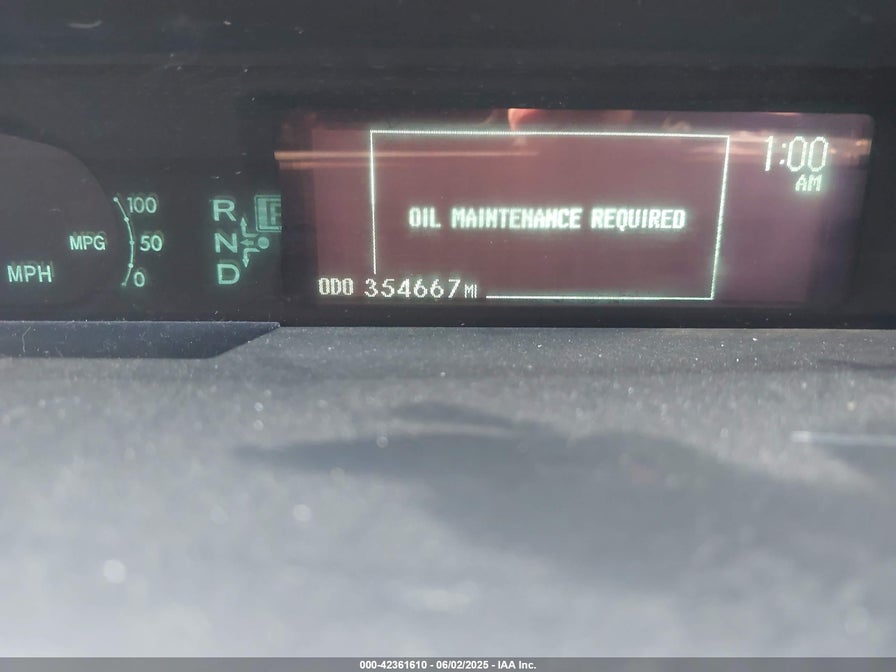 1:00
AM
OIL MAINTENANCE REQUIRED
ODO 354667 MI
100
MPG 50
0
MPH
R
N
D
000-42361610 - 06/02/2025 - IAA Inc.